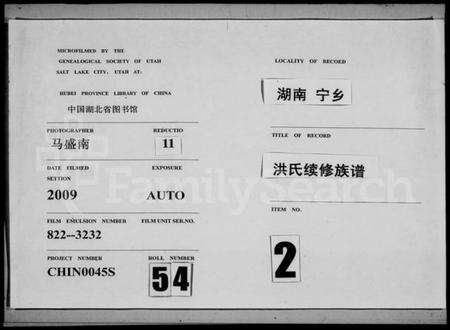 MICROFILMED BY THE
GENEALOGICAL SOCIETY OF UTAH
SALT LAKE CITY, UTAH AT:
HUBEI PROVINCE LIBRARY OF CHINA
中国湖北省图书馆
PHOTOGRAPHER
REDUCTIO
马盛南
11
DATE FILMED
EXPOSURE
SETTION
2009
AUTO
FILM EMULSION NUMBER
FILM UNIT SER.NO.
822--3232
PROJECT NUMBER
ROLL NUMBER
CHIN0045S
54
LOCALITY OF RECORD
湖南 宁乡
TITLE OF RECORD
洪氏续修族谱
ITEM NO.
2
FamilySearch